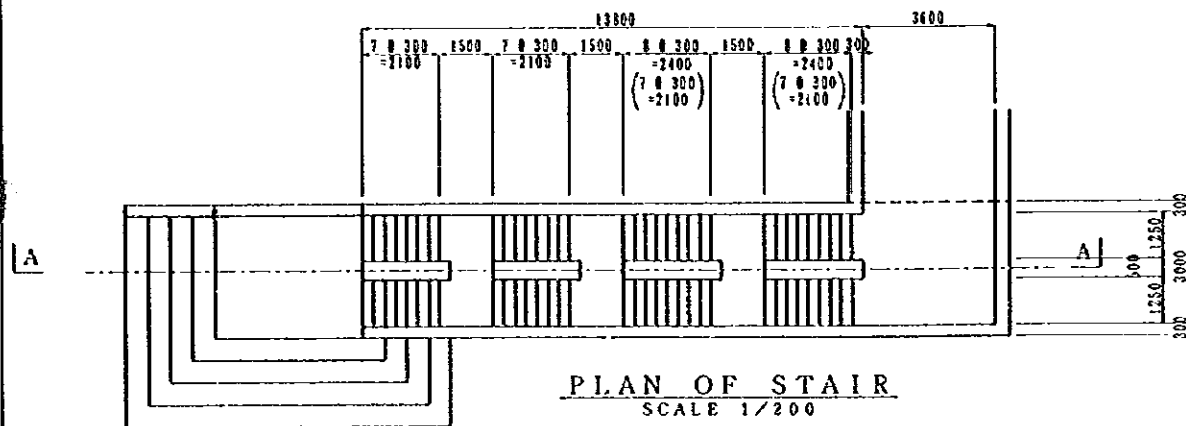 13800 3600
7 @ 300 1500 7 @ 300 1500 8 @ 300 1500 8 @ 300 300
=2100 =2100 =2400 =2400
(7 @ 300) (7 @ 300)
(=2100) (=2100)
A A
300
1250
600 3000
1250
300
PLAN OF STAIR
SCALE 1/200